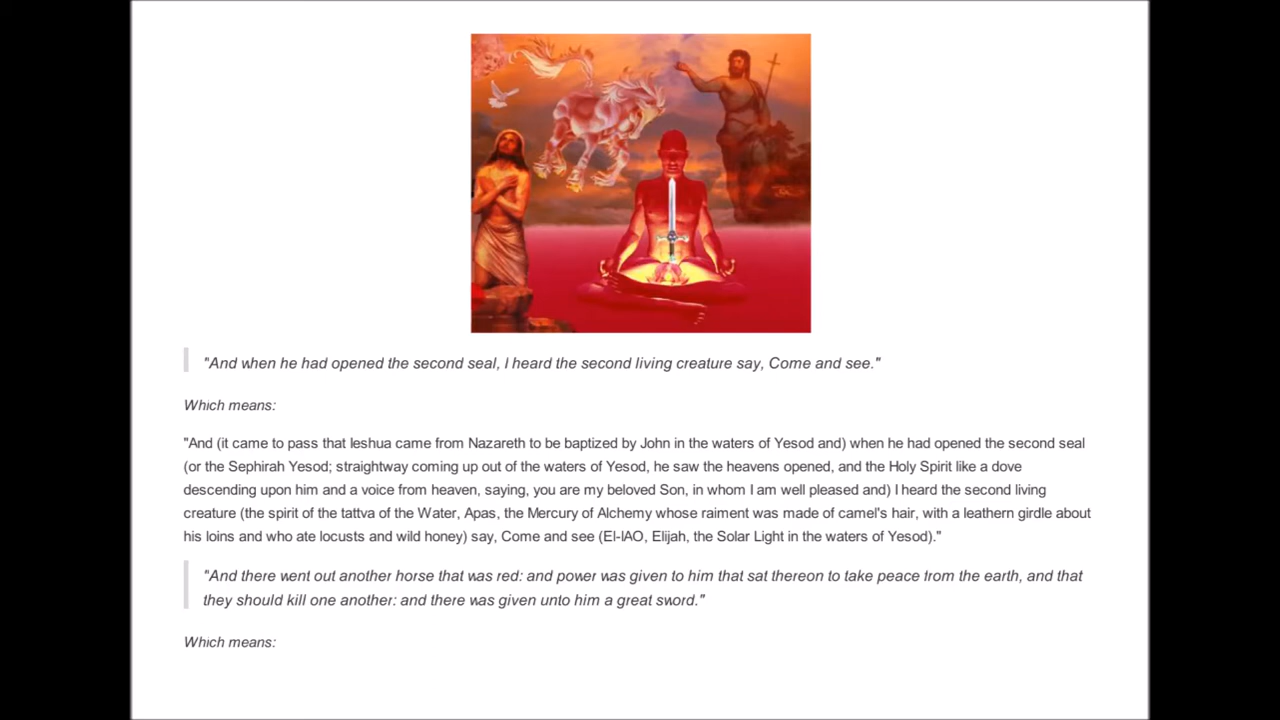 "And when he had opened the second seal, I heard the second living creature say, Come and see."
Which means:
"And (it came to pass that Ieshua came from Nazareth to be baptized by John in the waters of Yesod and) when he had opened the second seal
(or the Sephirah Yesod; straightway coming up out of the waters of Yesod, he saw the heavens opened, and the Holy Spirit like a dove
descending upon him and a voice from heaven, saying, you are my beloved Son, in whom I am well pleased and) I heard the second living
creature (the spirit of the tattva of the Water, Apas, the Mercury of Alchemy whose raiment was made of camel's hair, with a leathern girdle about
his loins and who ate locusts and wild honey) say, Come and see (El-IAO, Elijah, the Solar Light in the waters of Yesod)."
"And there went out another horse that was red: and power was given to him that sat thereon to take peace from the earth, and that
they should kill one another: and there was given unto him a great sword."
Which means: